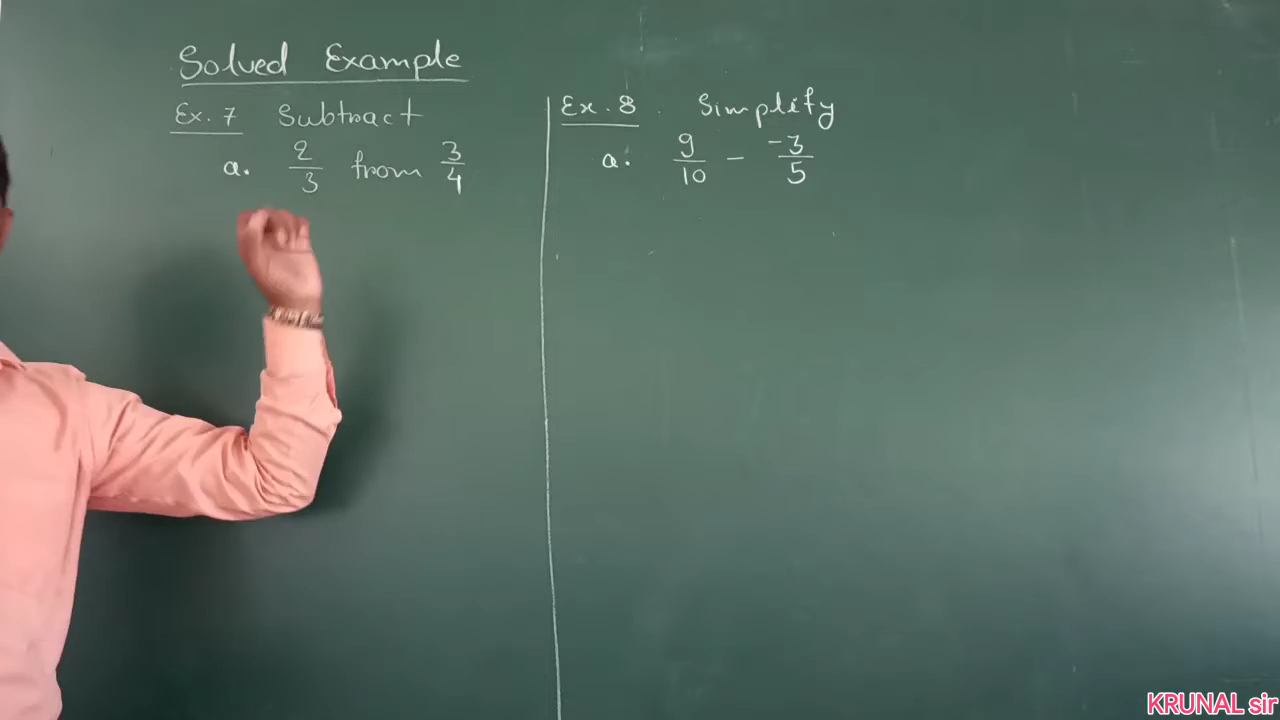 Solved Example
Ex. 7 Subtract
a. 2/3 from 3/4
Ex. 8. Simplify
a. 9/10 - -3/5
KRUNAL sir